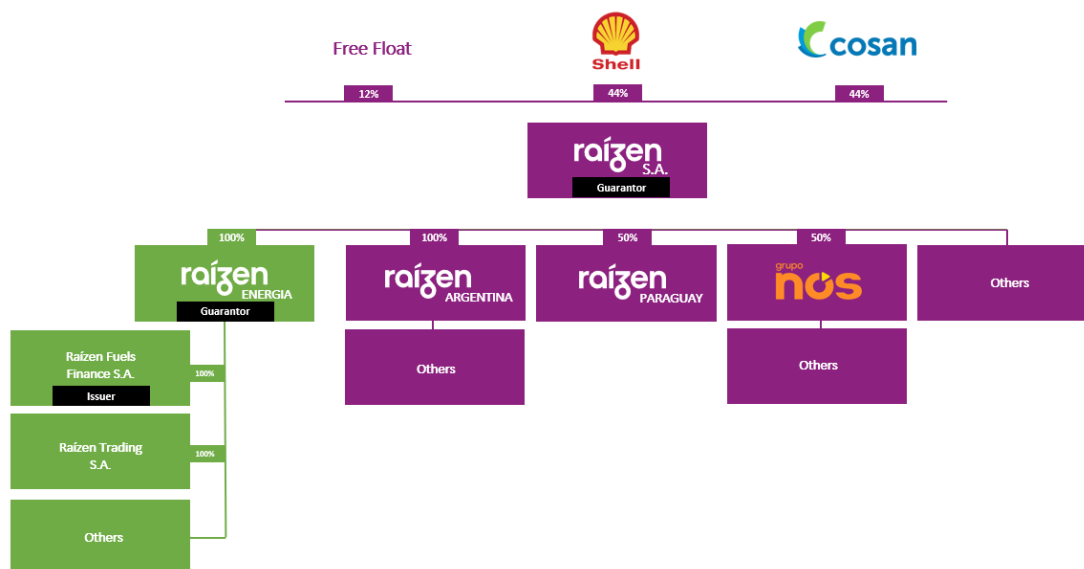 Free Float
Shell
cosan
12%
44%
44%
raízen
S.A.
Guarantor
100%
100%
50%
50%
raízen
ENERGIA
Guarantor
raízen
ARGENTINA
raízen
PARAGUAY
grupo
nós
Others
Raízen Fuels
Finance S.A.
Issuer
100%
Others
Others
Raízen Trading
S.A.
100%
Others